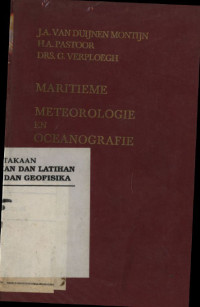 J.A. VAN DUIJNEN MONTIJN
H.A. PASTOOR
DRS. G. VERPLOEGH
MARITIEME
METEOROLOGIE
EN
OCEANOGRAFIE
TAKAAN
AN DAN LATIHAN
DAN GEOFISIKA